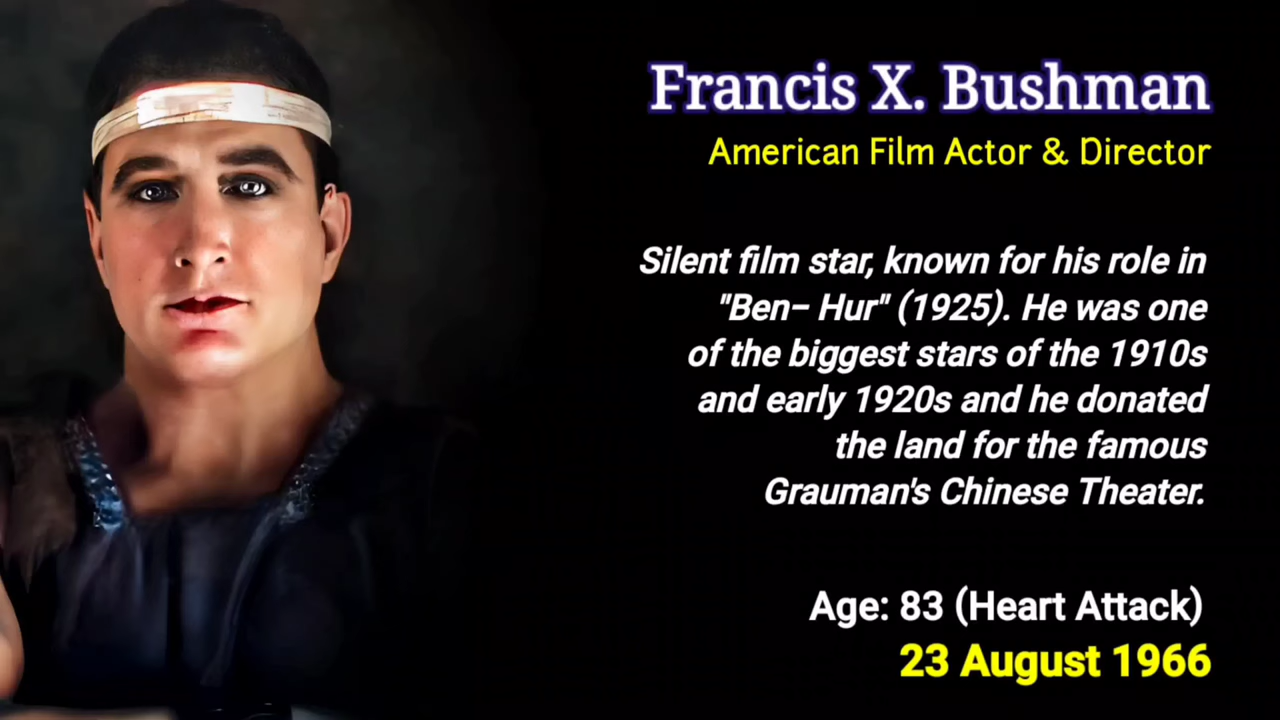 Francis X. Bushman
American Film Actor & Director
Silent film star, known for his role in
"Ben– Hur" (1925). He was one
of the biggest stars of the 1910s
and early 1920s and he donated
the land for the famous
Grauman's Chinese Theater.
Age: 83 (Heart Attack)
23 August 1966